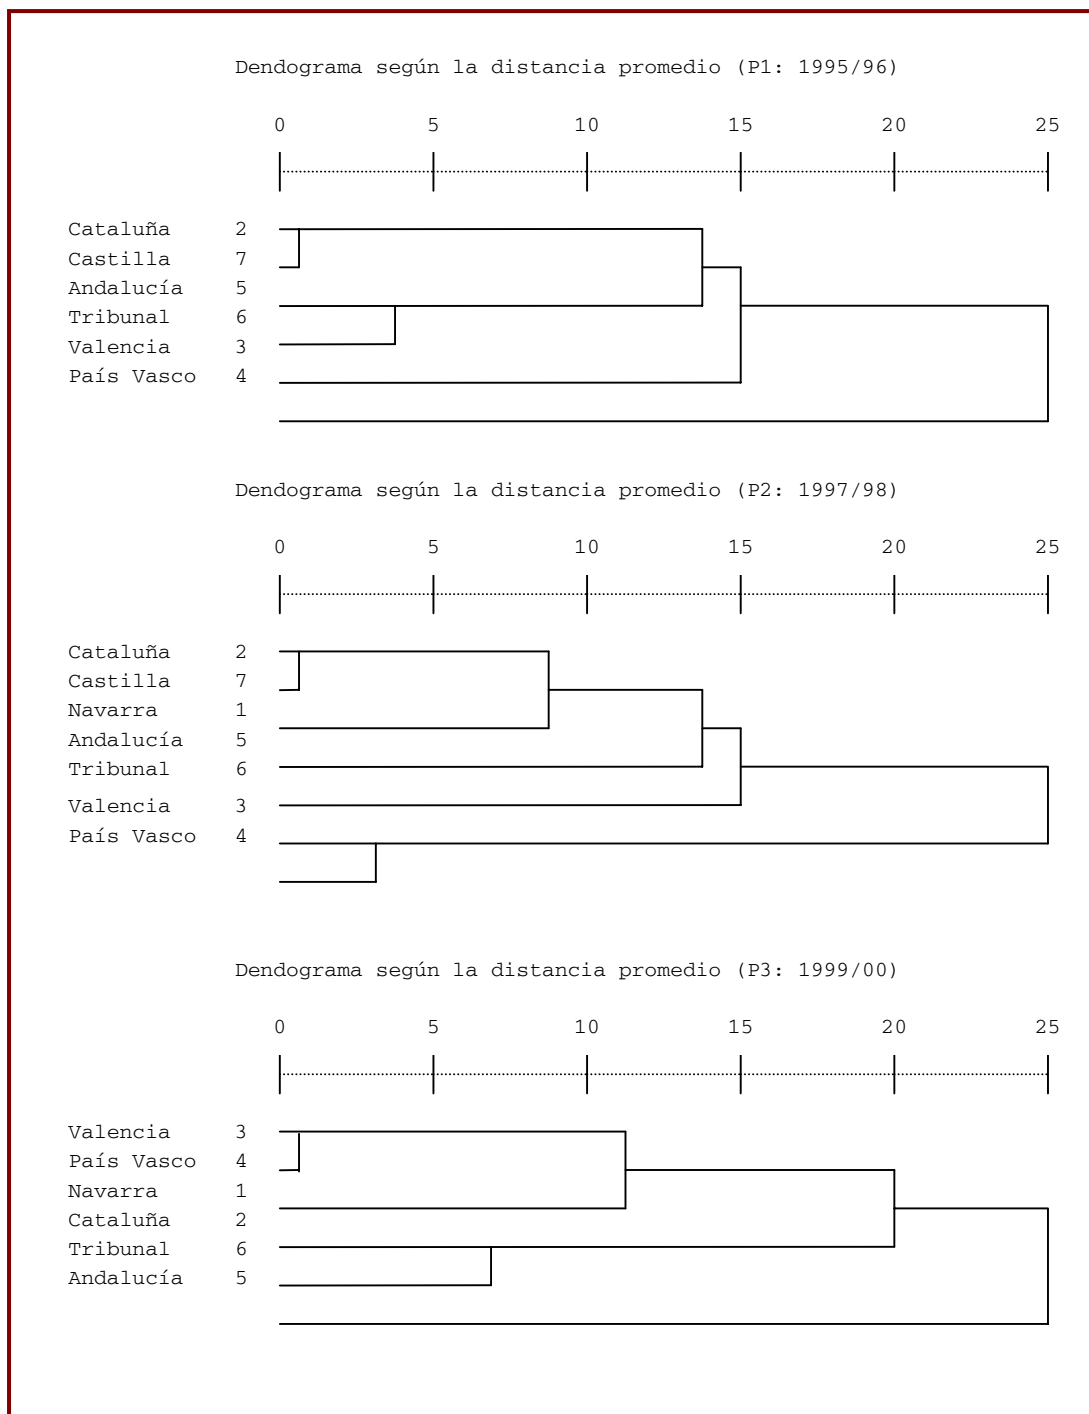 Dendograma según la distancia promedio (P1: 1995/96)
0 5 10 15 20 25
Cataluña 2
Castilla 7
Andalucía 5
Tribunal 6
Valencia 3
País Vasco 4
Dendograma según la distancia promedio (P2: 1997/98)
0 5 10 15 20 25
Cataluña 2
Castilla 7
Navarra 1
Andalucía 5
Tribunal 6
Valencia 3
País Vasco 4
Dendograma según la distancia promedio (P3: 1999/00)
0 5 10 15 20 25
Valencia 3
País Vasco 4
Navarra 1
Cataluña 2
Tribunal 6
Andalucía 5